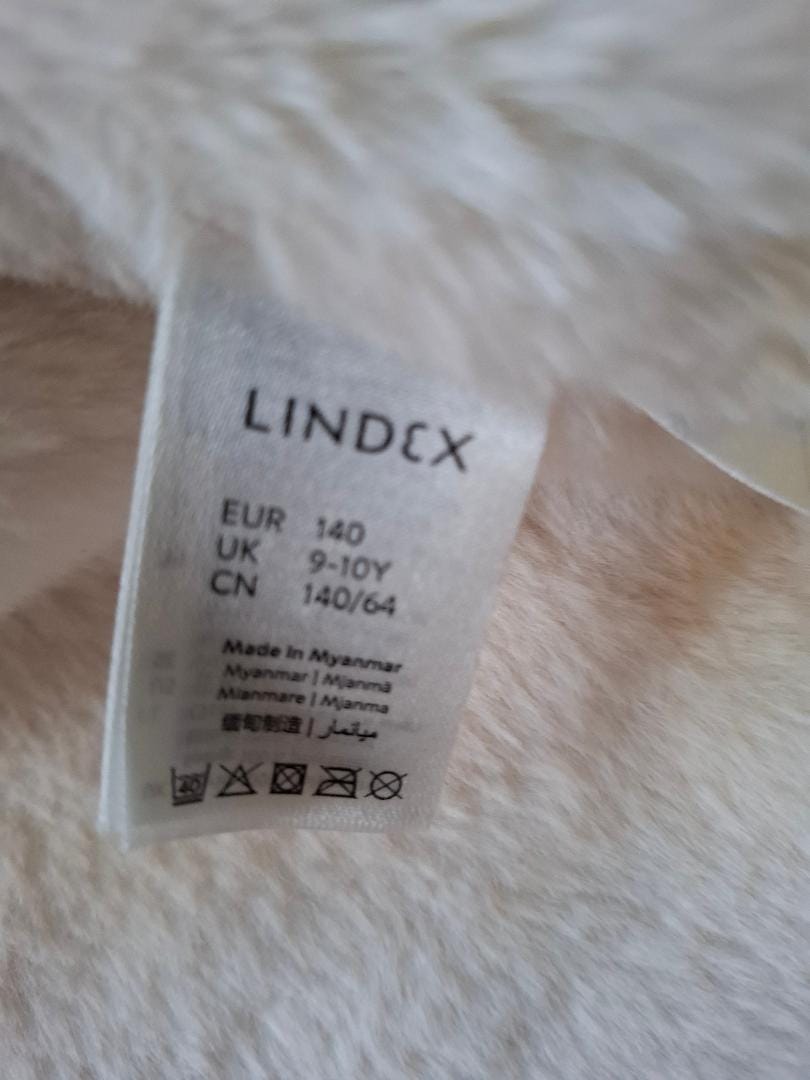 LINDEX
EUR 140
UK 9-10Y
CN 140/64
Made in Myanmar
Myanmar | Mjanmā
Mianmare | Mjanma
缅甸制造 | ميانمار
40